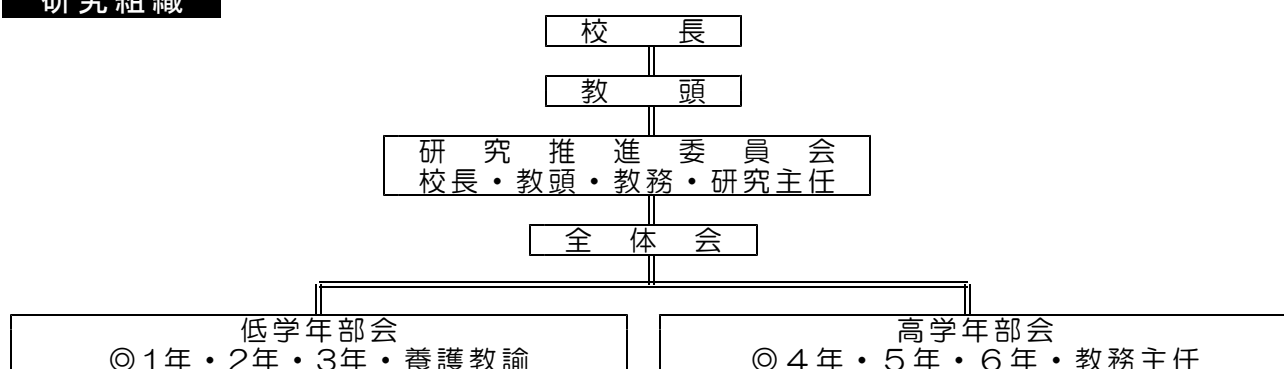 研究組織
校　　長
教　　頭
研　究　推　進　委　員　会
校長・教頭・教務・研究主任
全　体　会
低学年部会
◎1年・2年・3年・養護教諭
高学年部会
◎４年・５年・６年・教務主任